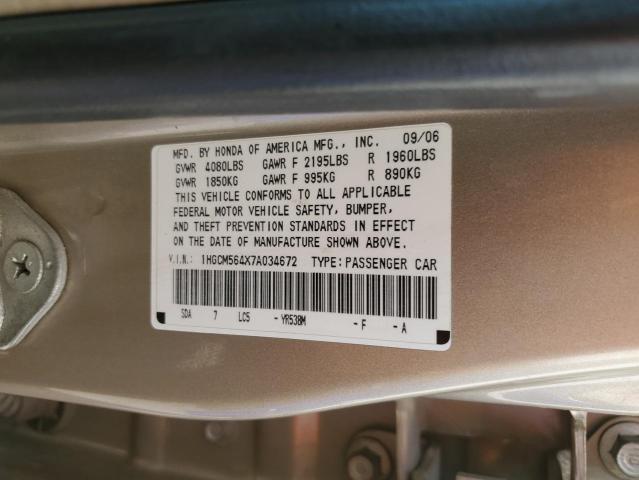 MFD. BY HONDA OF AMERICA MFG., INC. 09/06
GVWR 4080LBS GAWR F 2195LBS R 1960LBS
GVWR 1850KG GAWR F 995KG R 890KG
THIS VEHICLE CONFORMS TO ALL APPLICABLE
FEDERAL MOTOR VEHICLE SAFETY, BUMPER,
AND THEFT PREVENTION STANDARDS IN EFFECT
ON THE DATE OF MANUFACTURE SHOWN ABOVE.
V.I.N.: 1HGCM564X7A034672 TYPE:PASSENGER CAR
SDA 7 LC5 -YR538M -F -A